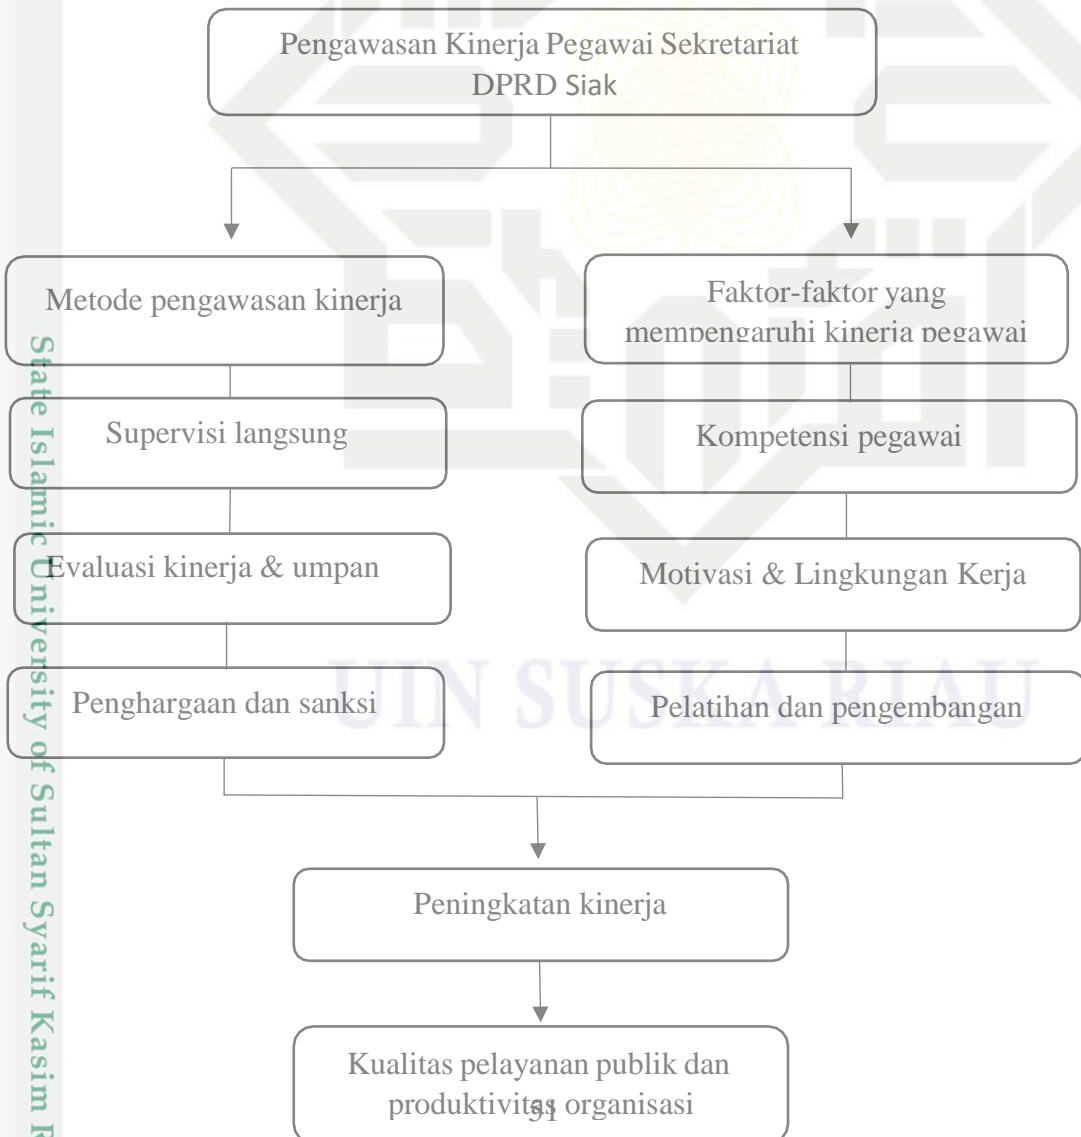 Pengawasan Kinerja Pegawai Sekretariat
DPRD Siak
Metode pengawasan kinerja
Faktor-faktor yang
mempengaruhi kinerja pegawai
Supervisi langsung
Kompetensi pegawai
Evaluasi kinerja & umpan
Motivasi & Lingkungan Kerja
Penghargaan dan sanksi
Pelatihan dan pengembangan
Peningkatan kinerja
Kualitas pelayanan publik dan
produktivitas organisasi
51
State Islamic University of Sultan Syarif Kasim R
UIN SUSKA RIAU